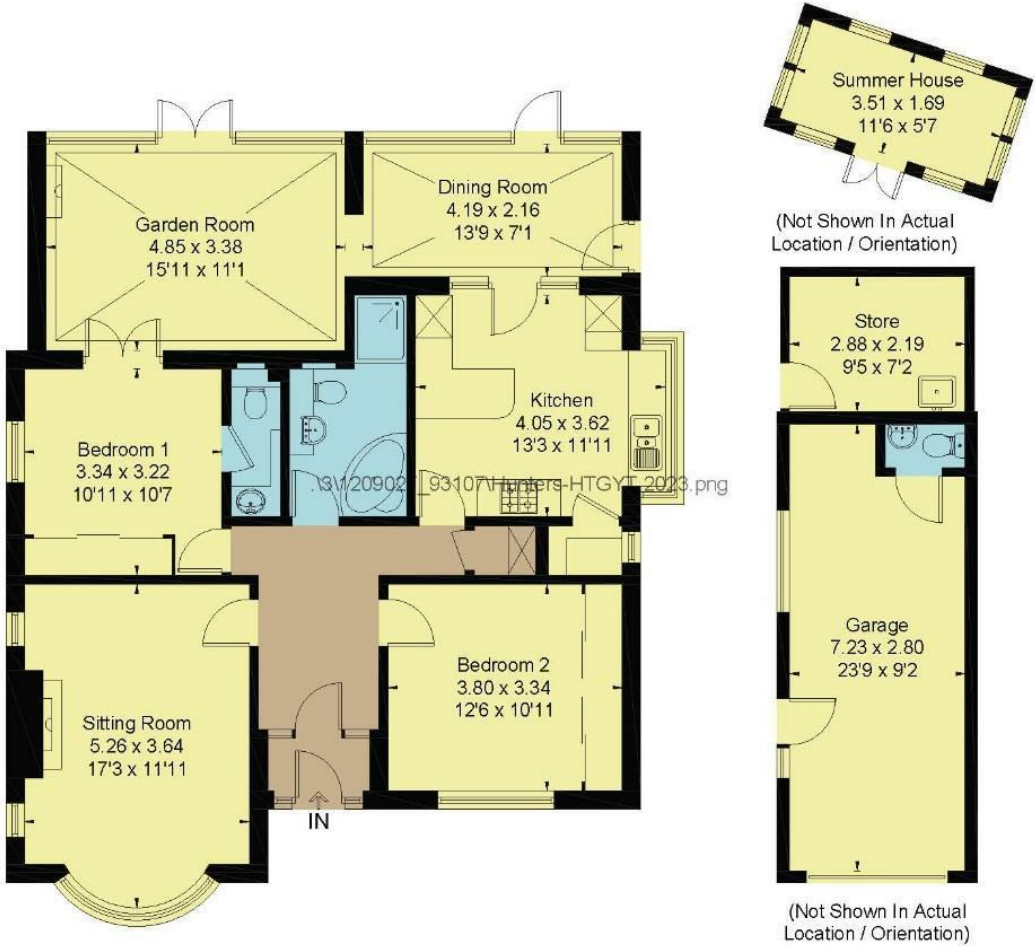 Summer House
3.51 x 1.69
11'6 x 5'7
(Not Shown In Actual
Location / Orientation)
Garden Room
4.85 x 3.38
15'11 x 11'1
Dining Room
4.19 x 2.16
13'9 x 7'1
Store
2.88 x 2.19
9'5 x 7'2
Kitchen
4.05 x 3.62
13'3 x 11'11
Bedroom 1
3.34 x 3.22
10'11 x 10'7
Garage
7.23 x 2.80
23'9 x 9'2
Bedroom 2
3.80 x 3.34
12'6 x 10'11
Sitting Room
5.26 x 3.64
17'3 x 11'11
IN
(Not Shown In Actual
Location / Orientation)